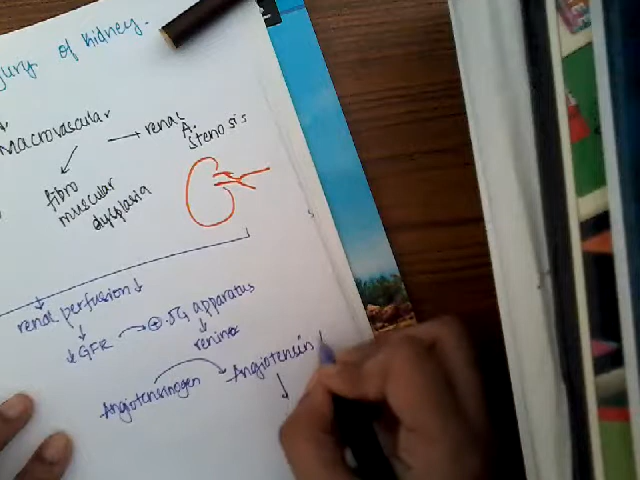 jury of kidney.
Macrovascular
renal
A.
stenosis
fibro
muscular
dysplasia
renal perfusion ↓
↓GFR → ⊕ JG apparatus
renin
Angiotensinogen
Angiotensin